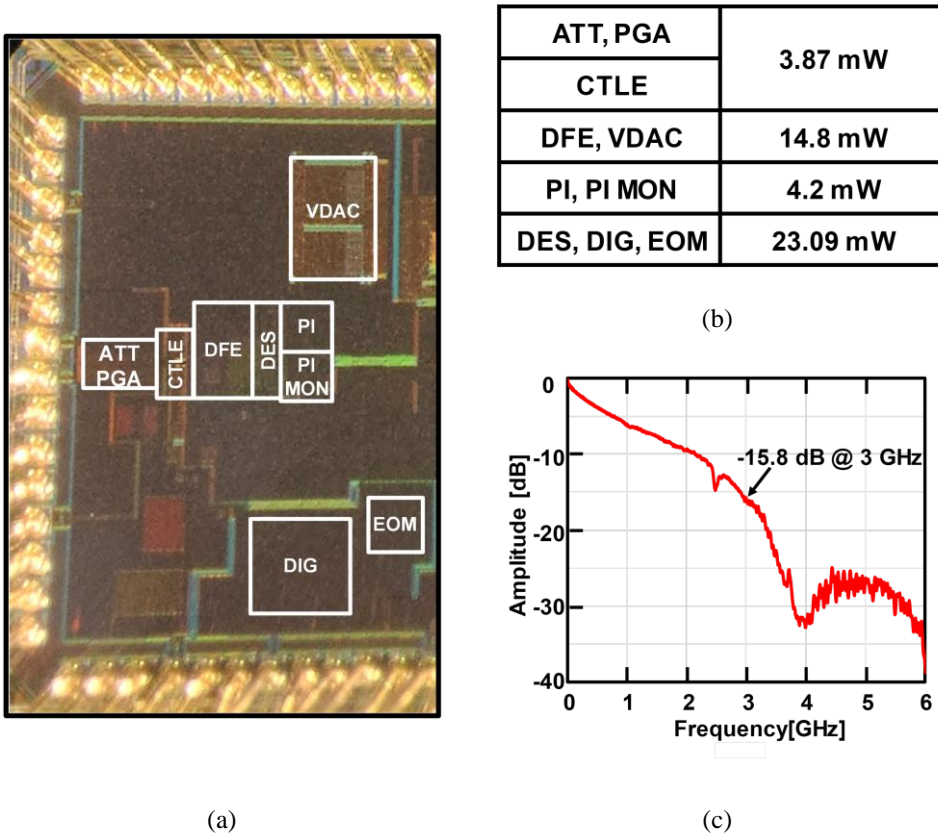 VDAC
PI
DFE
DES
ATT
PGA
CTLE
PI
MON
EOM
DIG
(a)
ATT, PGA
3.87 mW
CTLE
DFE, VDAC
14.8 mW
PI, PI MON
4.2 mW
DES, DIG, EOM
23.09 mW
(b)
0
-10
-20
-30
-40
Amplitude [dB]
-15.8 dB @ 3 GHz
0 1 2 3 4 5 6
Frequency[GHz]
(c)